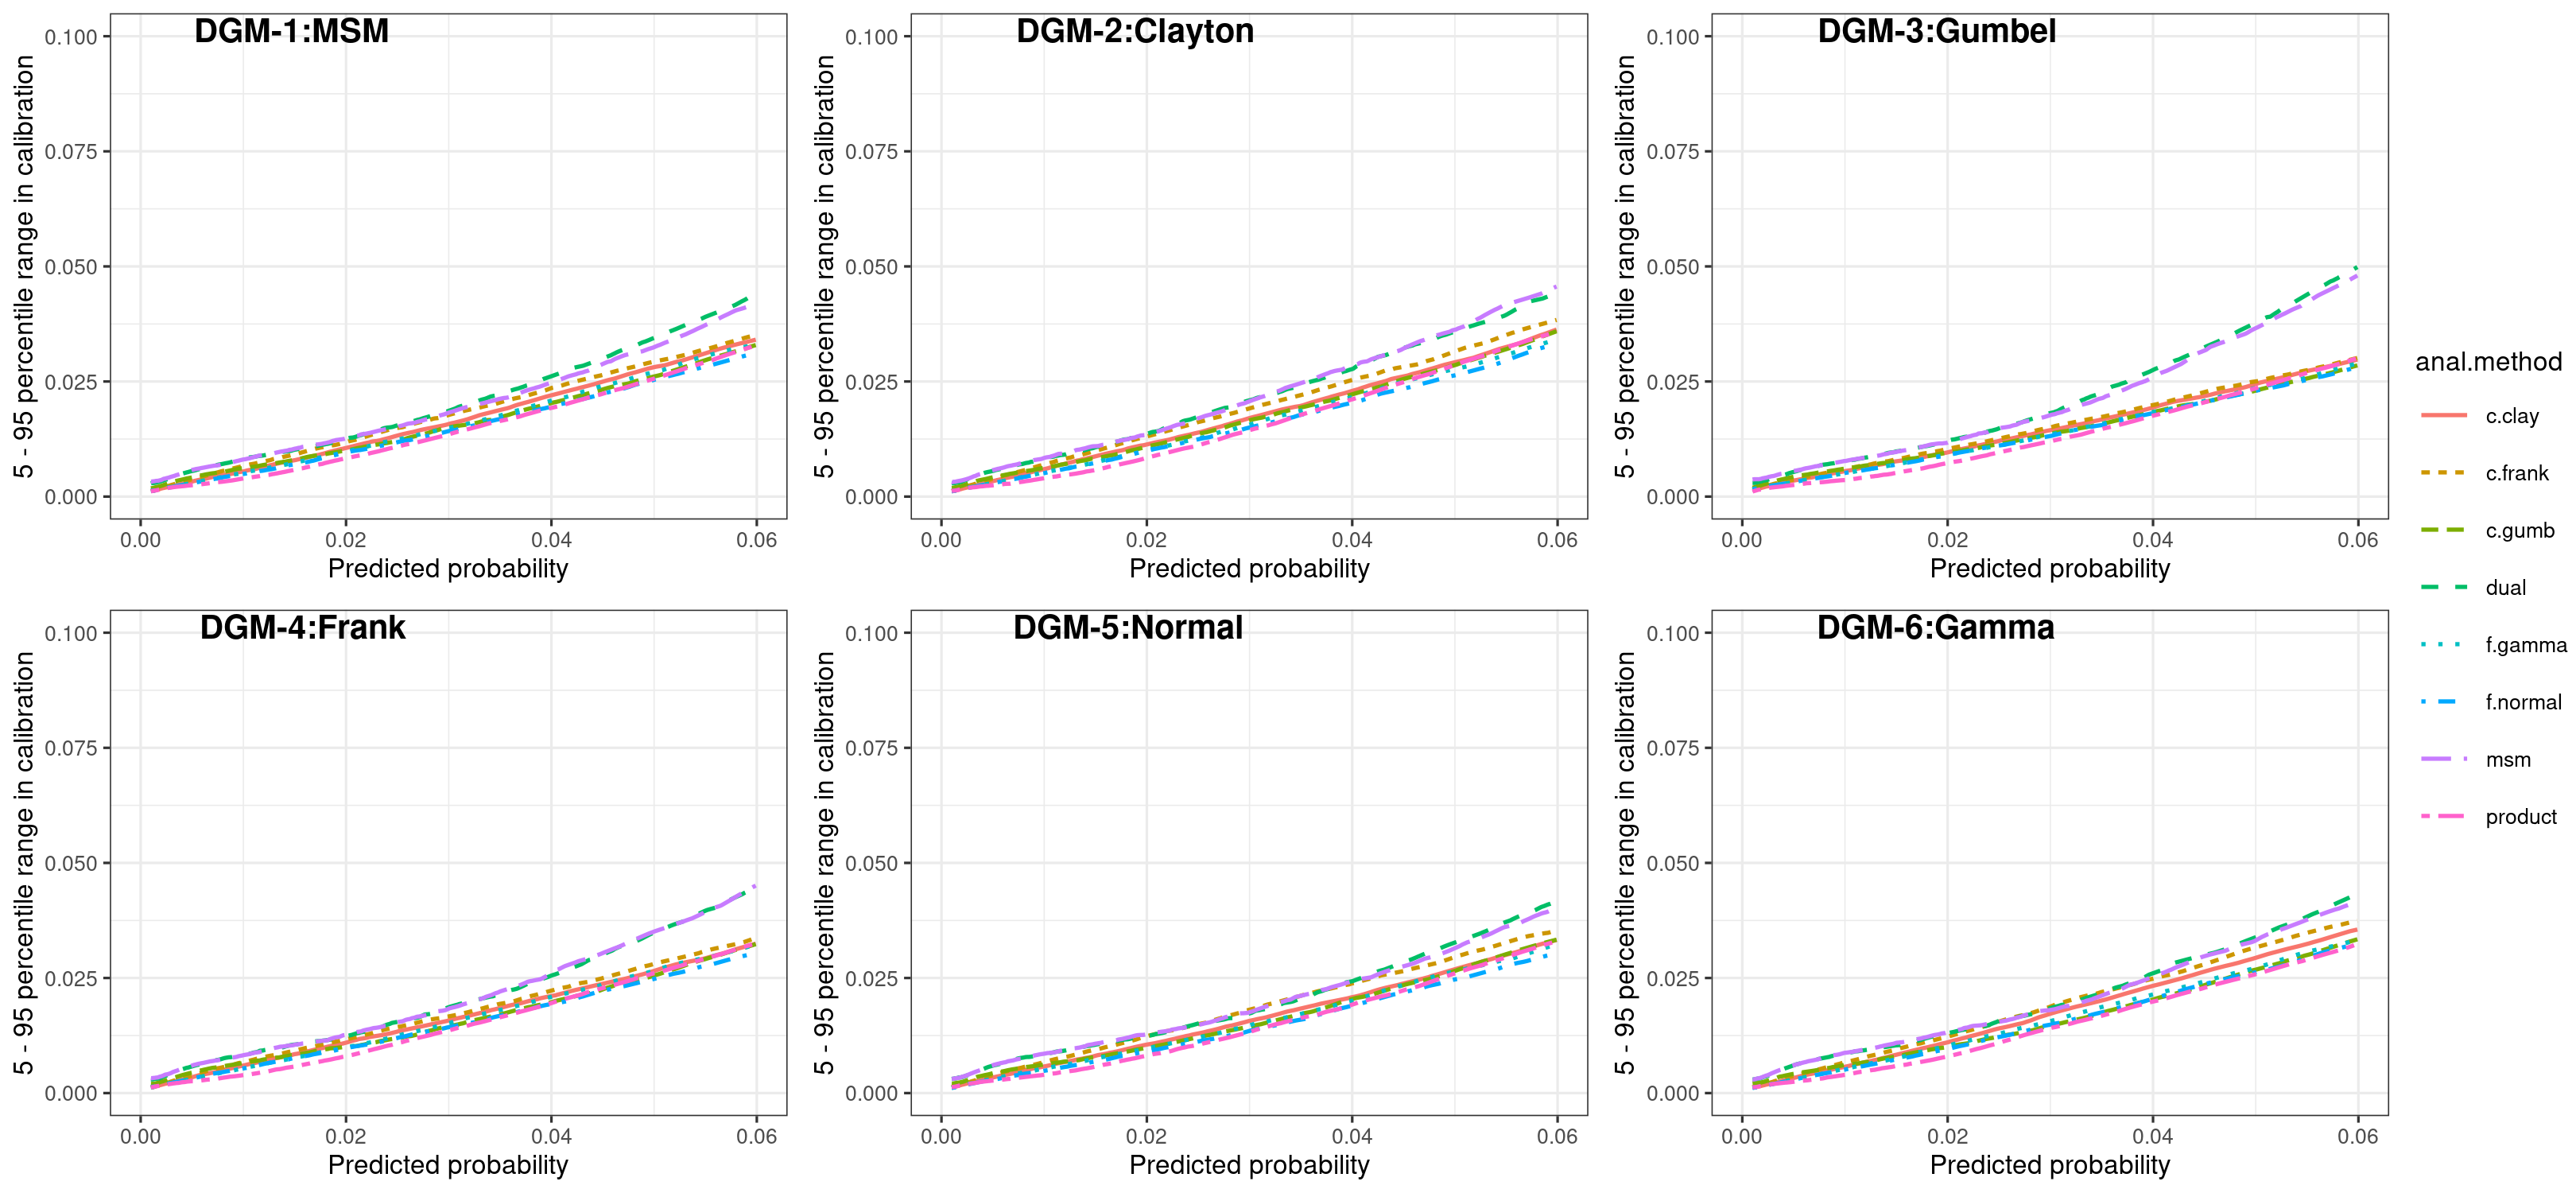 DGM-1:MSM
5 - 95 percentile range in calibration
0.100
0.075
0.050
0.025
0.000
0.00 0.02 0.04 0.06
Predicted probability
DGM-2:Clayton
5 - 95 percentile range in calibration
0.100
0.075
0.050
0.025
0.000
0.00 0.02 0.04 0.06
Predicted probability
DGM-3:Gumbel
5 - 95 percentile range in calibration
0.100
0.075
0.050
0.025
0.000
0.00 0.02 0.04 0.06
Predicted probability
DGM-4:Frank
5 - 95 percentile range in calibration
0.100
0.075
0.050
0.025
0.000
0.00 0.02 0.04 0.06
Predicted probability
DGM-5:Normal
5 - 95 percentile range in calibration
0.100
0.075
0.050
0.025
0.000
0.00 0.02 0.04 0.06
Predicted probability
DGM-6:Gamma
5 - 95 percentile range in calibration
0.100
0.075
0.050
0.025
0.000
0.00 0.02 0.04 0.06
Predicted probability
anal.method
c.clay
c.frank
c.gumb
dual
f.gamma
f.normal
msm
product